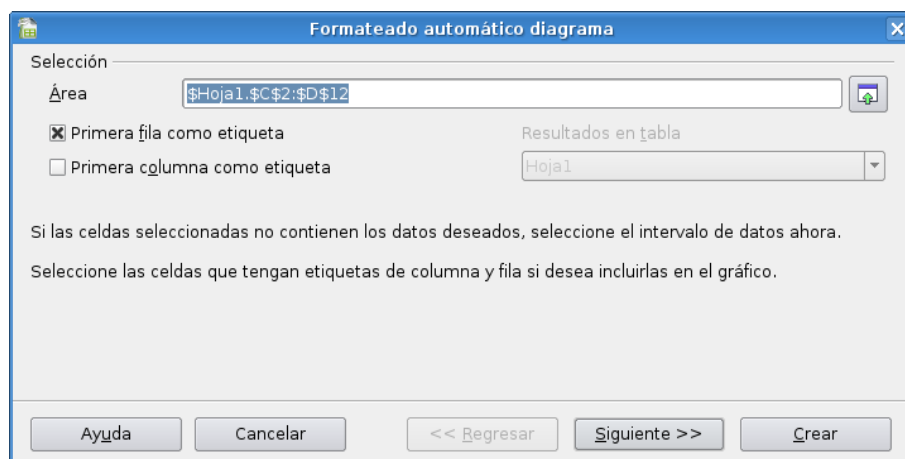 Formateado automático diagrama
Selección
Área $Hoja1.$C$2:$D$12
Primera fila como etiqueta Resultados en tabla
Primera columna como etiqueta Hoja1
Si las celdas seleccionadas no contienen los datos deseados, seleccione el intervalo de datos ahora.
Seleccione las celdas que tengan etiquetas de columna y fila si desea incluirlas en el gráfico.
Ayuda Cancelar << Regresar Siguiente >> Crear